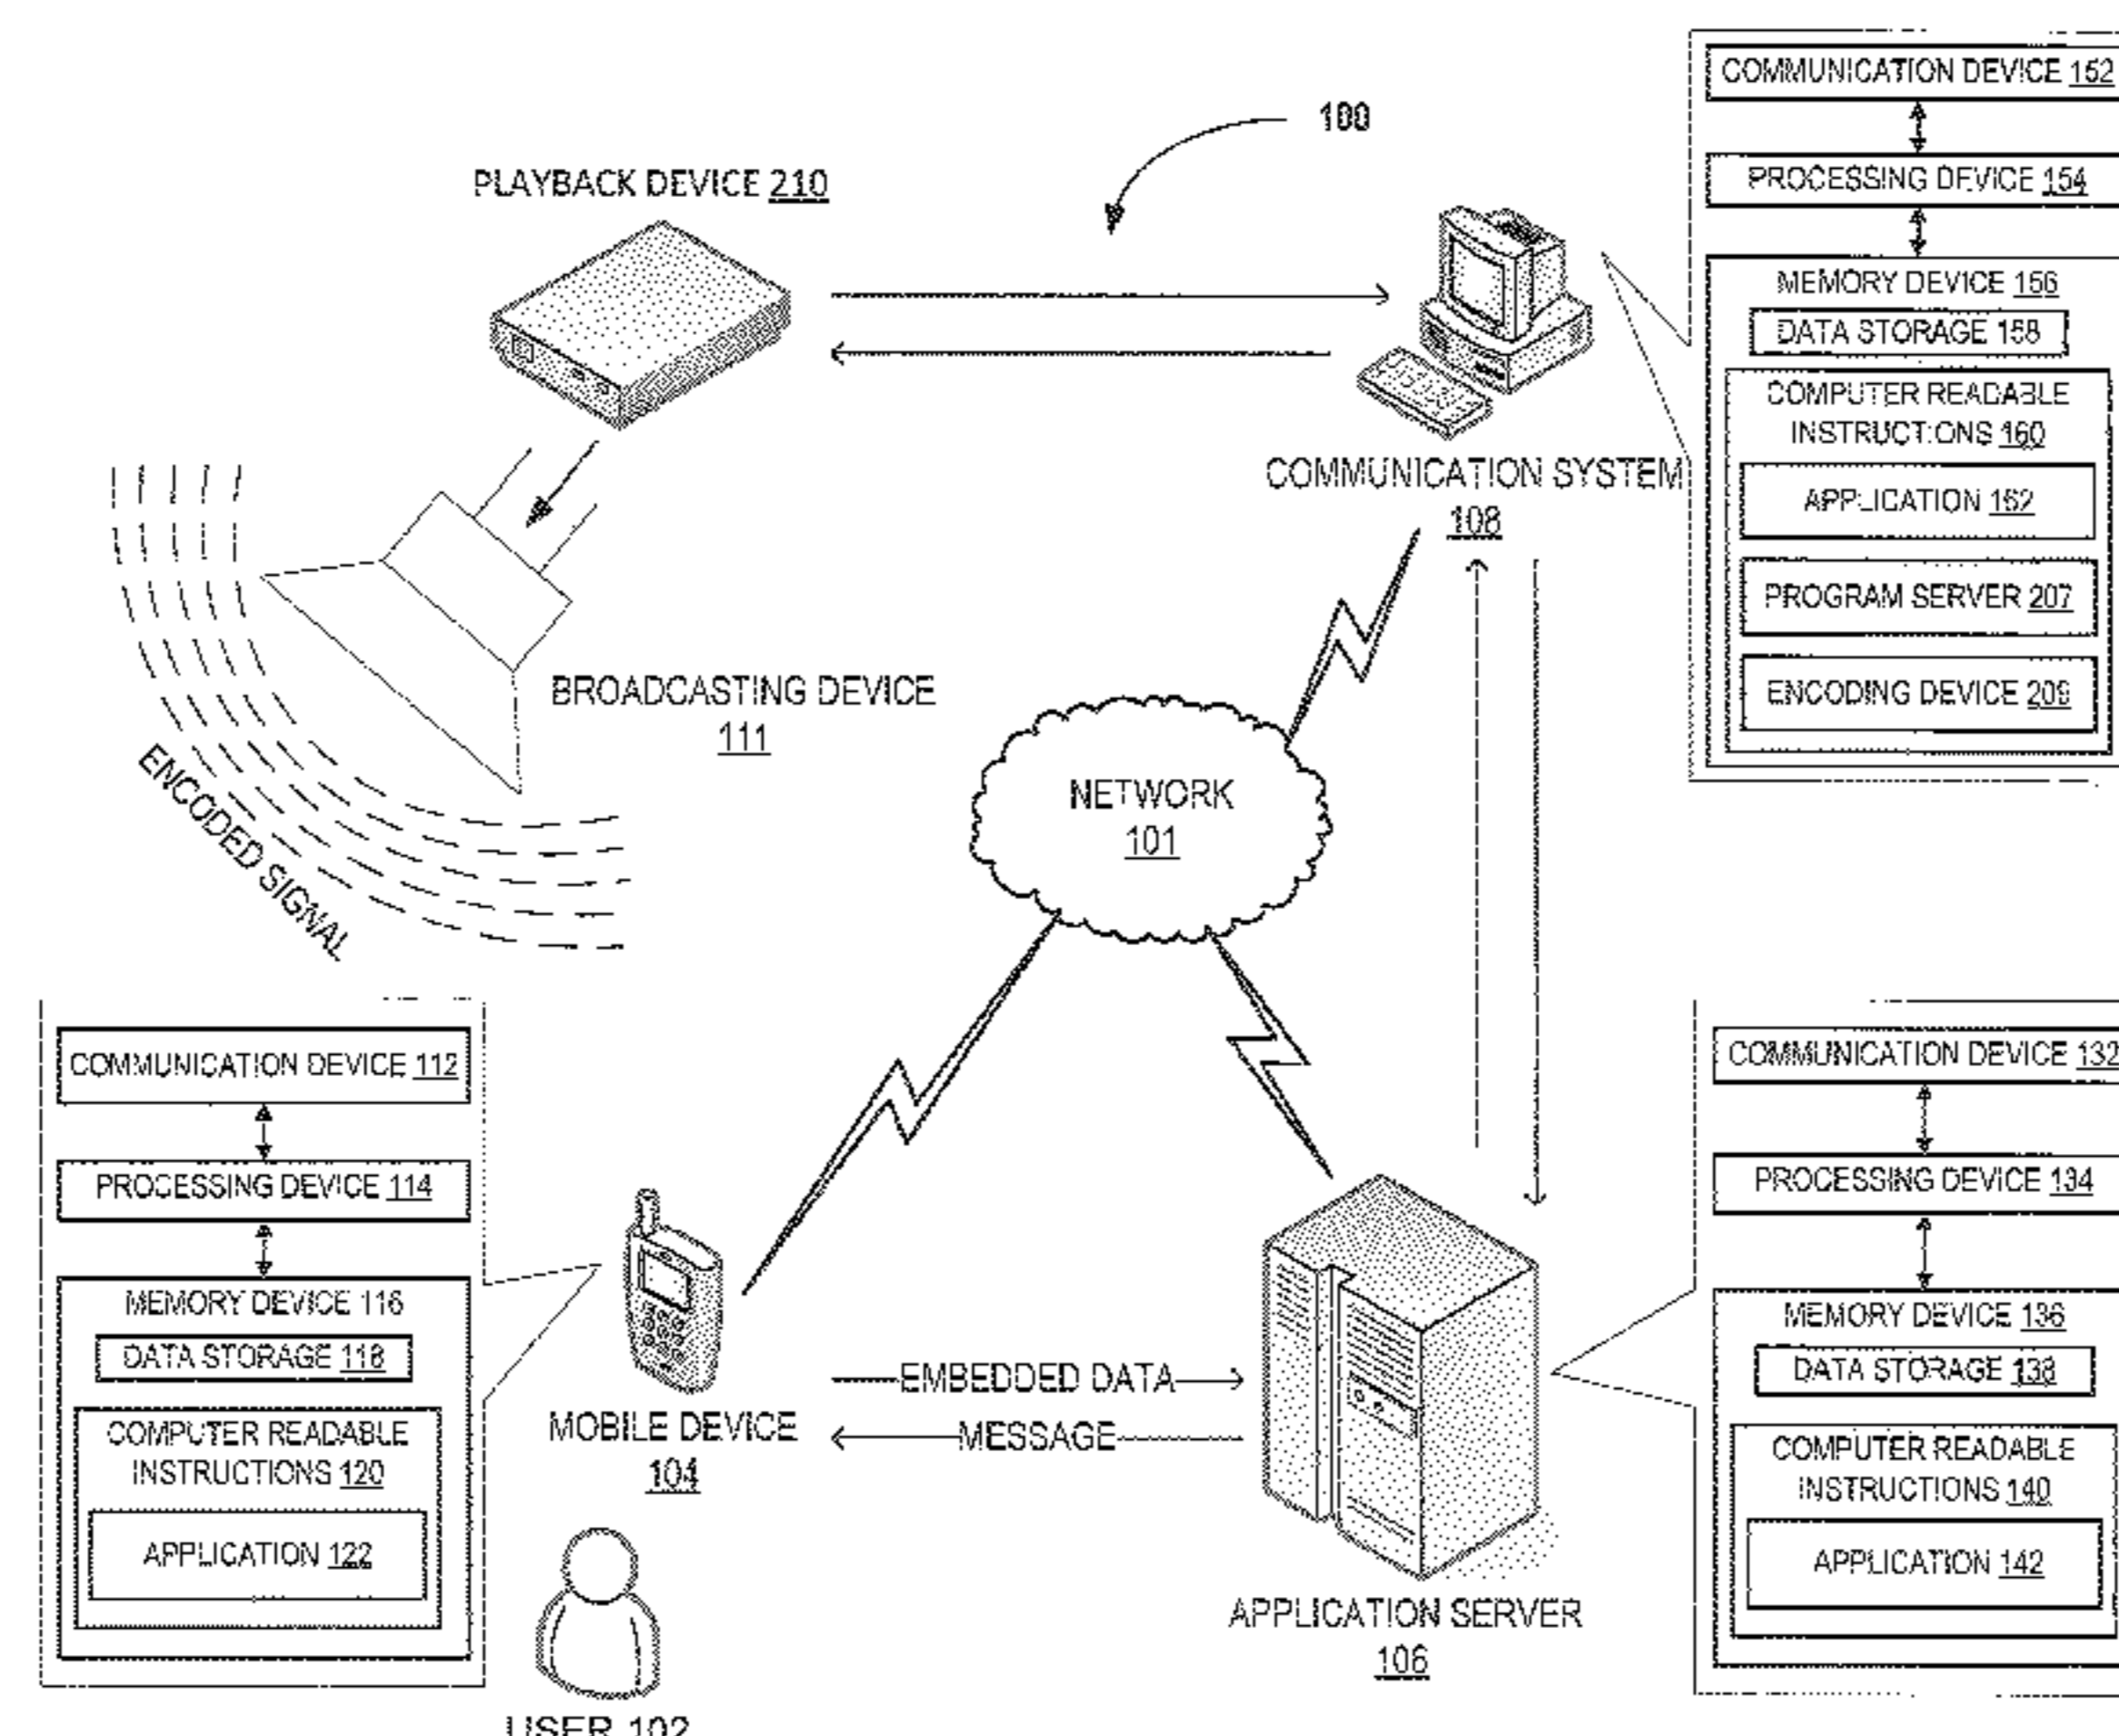 100
PLAYBACK DEVICE 210
COMMUNICATION SYSTEM
108
COMMUNICATION DEVICE 152
PROCESSING DEVICE 154
MEMORY DEVICE 156
DATA STORAGE 158
COMPUTER READABLE
INSTRUCTIONS 160
APPLICATION 162
PROGRAM SERVER 207
ENCODING DEVICE 209
BROADCASTING DEVICE
111
ENCODED SIGNAL
NETWORK
101
COMMUNICATION DEVICE 112
PROCESSING DEVICE 114
MEMORY DEVICE 116
DATA STORAGE 118
COMPUTER READABLE
INSTRUCTIONS 120
APPLICATION 122
MOBILE DEVICE
104
USER 102
EMBEDDED DATA
MESSAGE
APPLICATION SERVER
106
COMMUNICATION DEVICE 132
PROCESSING DEVICE 134
MEMORY DEVICE 136
DATA STORAGE 138
COMPUTER READABLE
INSTRUCTIONS 140
APPLICATION 142